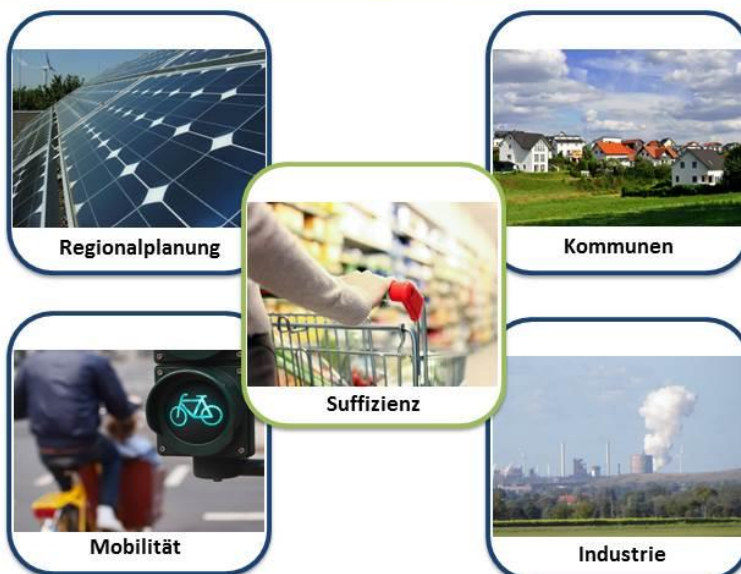 Regionalplanung
Kommunen
Suffizienz
Mobilität
Industrie